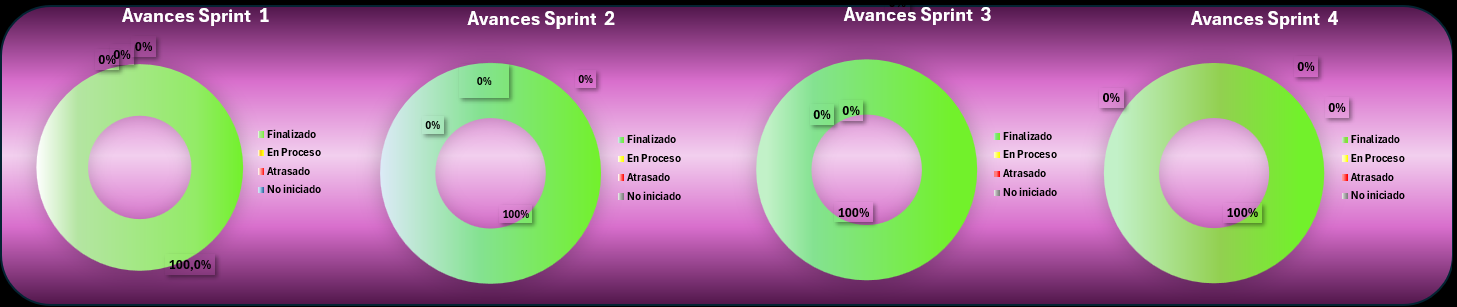 Avances Sprint 1
0%
0%
0%
100,0%
Finalizado
En Proceso
Atrasado
No iniciado
Avances Sprint 2
0%
0%
0%
100%
Finalizado
En Proceso
Atrasado
No iniciado
Avances Sprint 3
0%
0%
100%
Finalizado
En Proceso
Atrasado
No iniciado
Avances Sprint 4
0%
0%
0%
100%
Finalizado
En Proceso
Atrasado
No iniciado